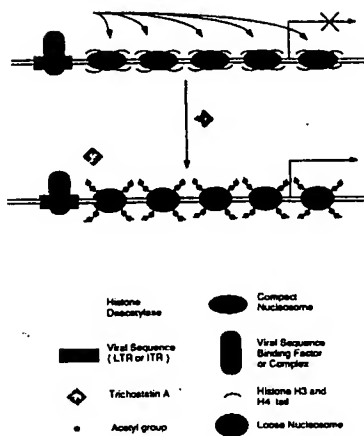 Histone
Deacetylase
Compact
Nucleosome
Viral Sequence
( LTR or ITR )
Viral Sequence
Binding Factor
or Complex
Trichostatin A
Histone H3 and
H4 tail
Acetyl group
Loose Nucleosome